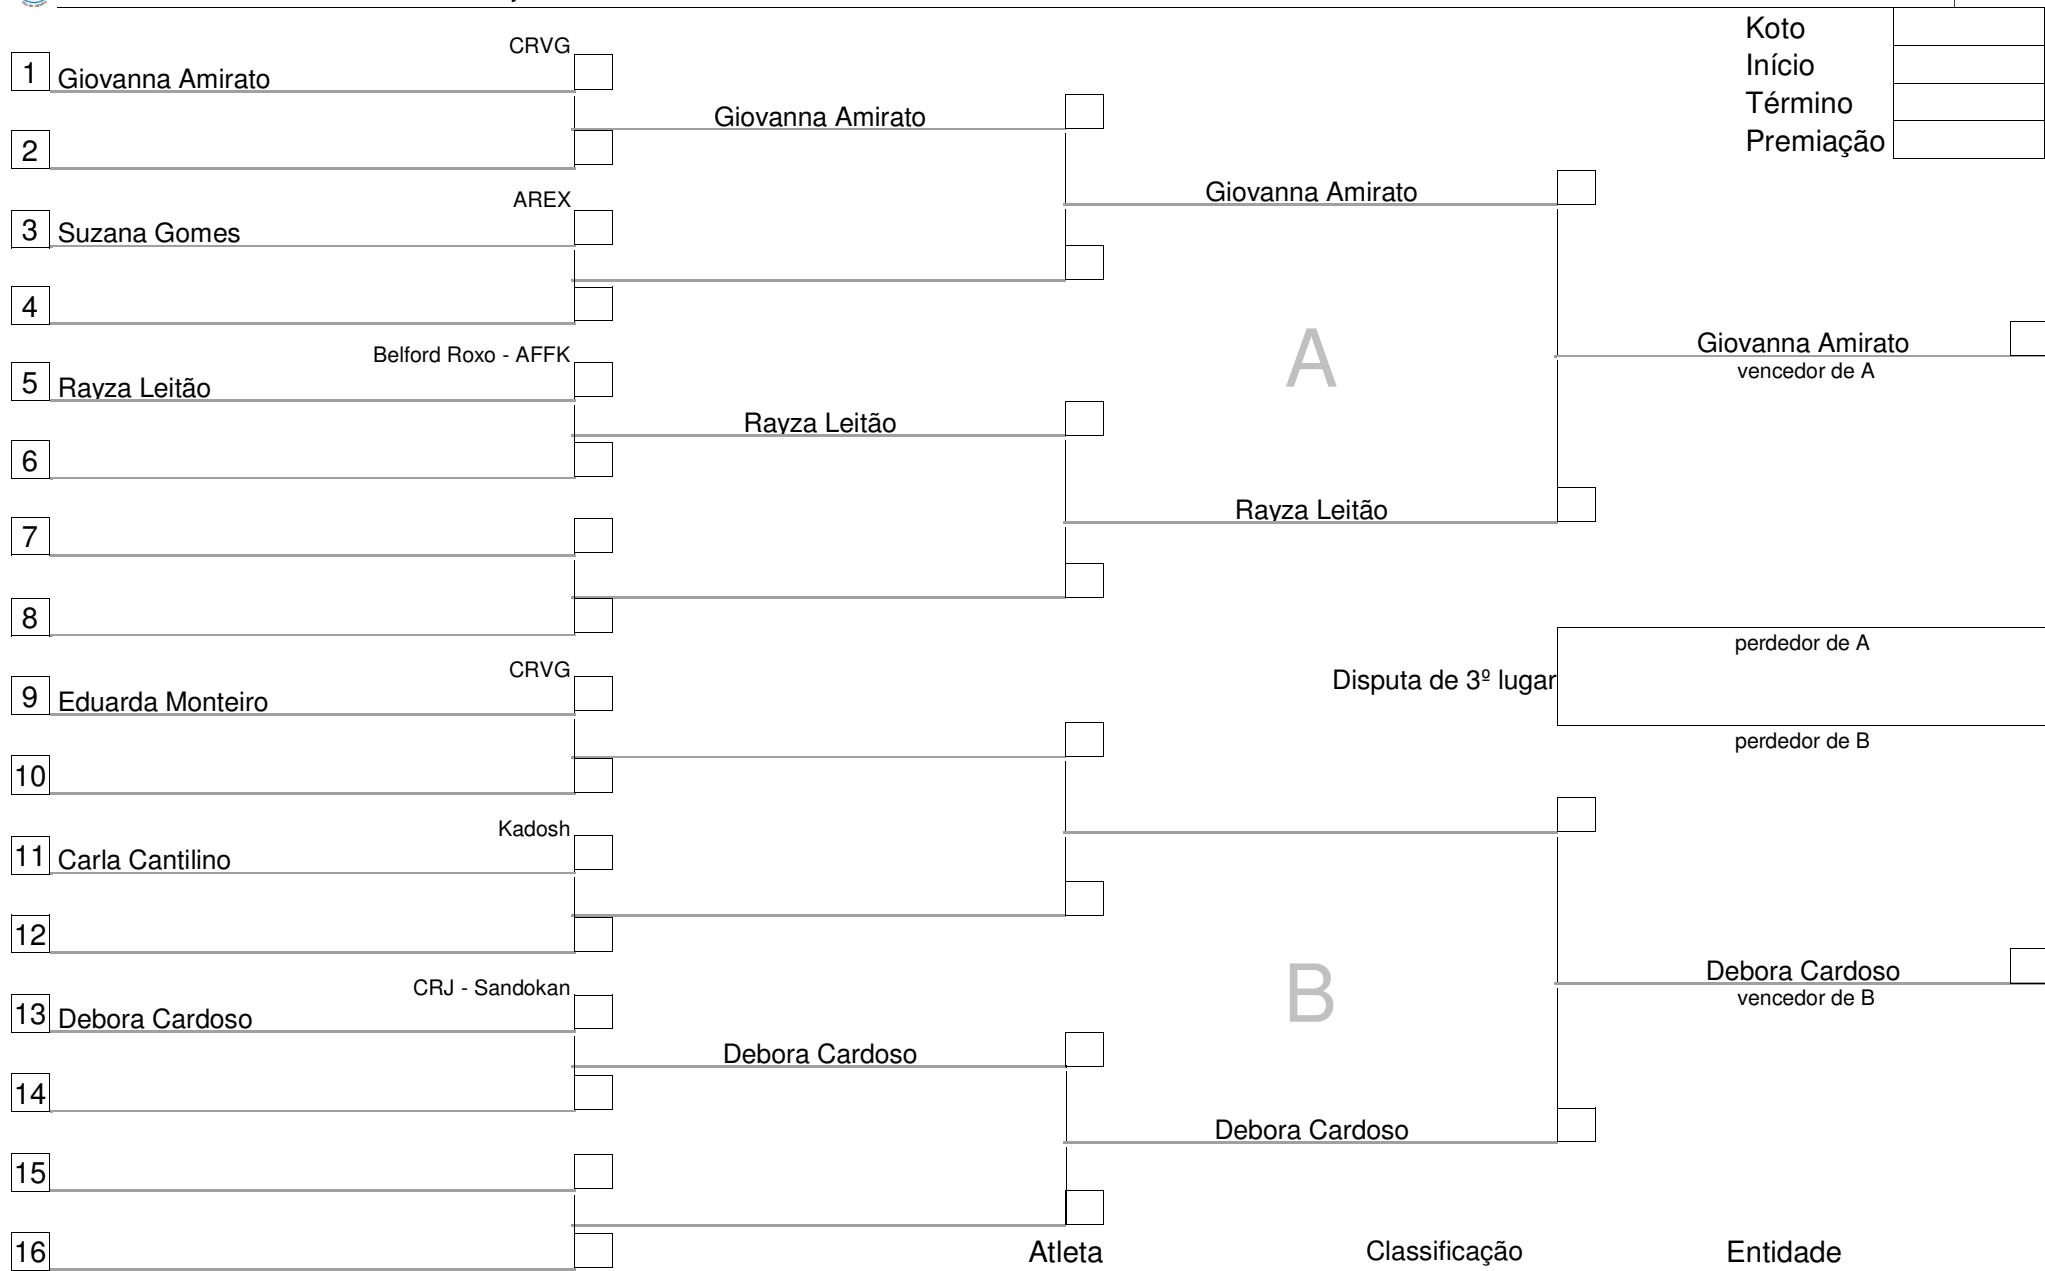 Koto
Início
Término
Premiação
CRVG
1 Giovanna Amirato
Giovanna Amirato
2
Giovanna Amirato
AREX
3 Suzana Gomes
4
A
Giovanna Amirato
vencedor de A
Belford Roxo - AFFK
5 Rayza Leitão
Rayza Leitão
6
Rayza Leitão
7
8
perdedor de A
Disputa de 3º lugar
perdedor de B
CRVG
9 Eduarda Monteiro
10
Kadosh
11 Carla Cantilino
12
B
Debora Cardoso
vencedor de B
CRJ - Sandokan
13 Debora Cardoso
Debora Cardoso
14
Debora Cardoso
15
16
Atleta Classificação Entidade